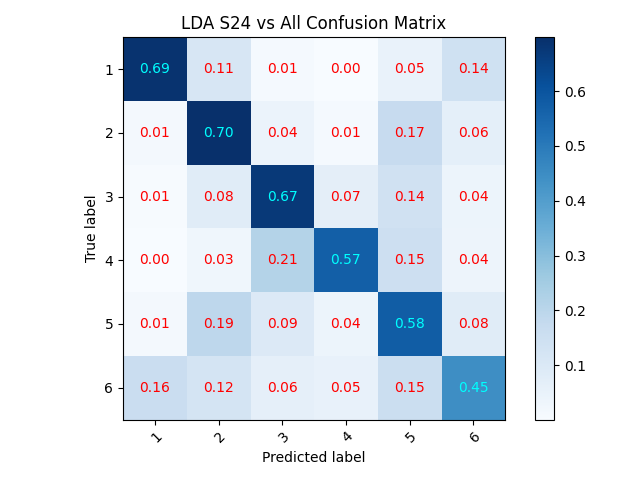 LDA S24 vs All Confusion Matrix
1 0.69 0.11 0.01 0.00 0.05 0.14
2 0.01 0.70 0.04 0.01 0.17 0.06
3 0.01 0.08 0.67 0.07 0.14 0.04
4 0.00 0.03 0.21 0.57 0.15 0.04
5 0.01 0.19 0.09 0.04 0.58 0.08
6 0.16 0.12 0.06 0.05 0.15 0.45
1 2 3 4 5 6
True label
Predicted label
0.6
0.5
0.4
0.3
0.2
0.1